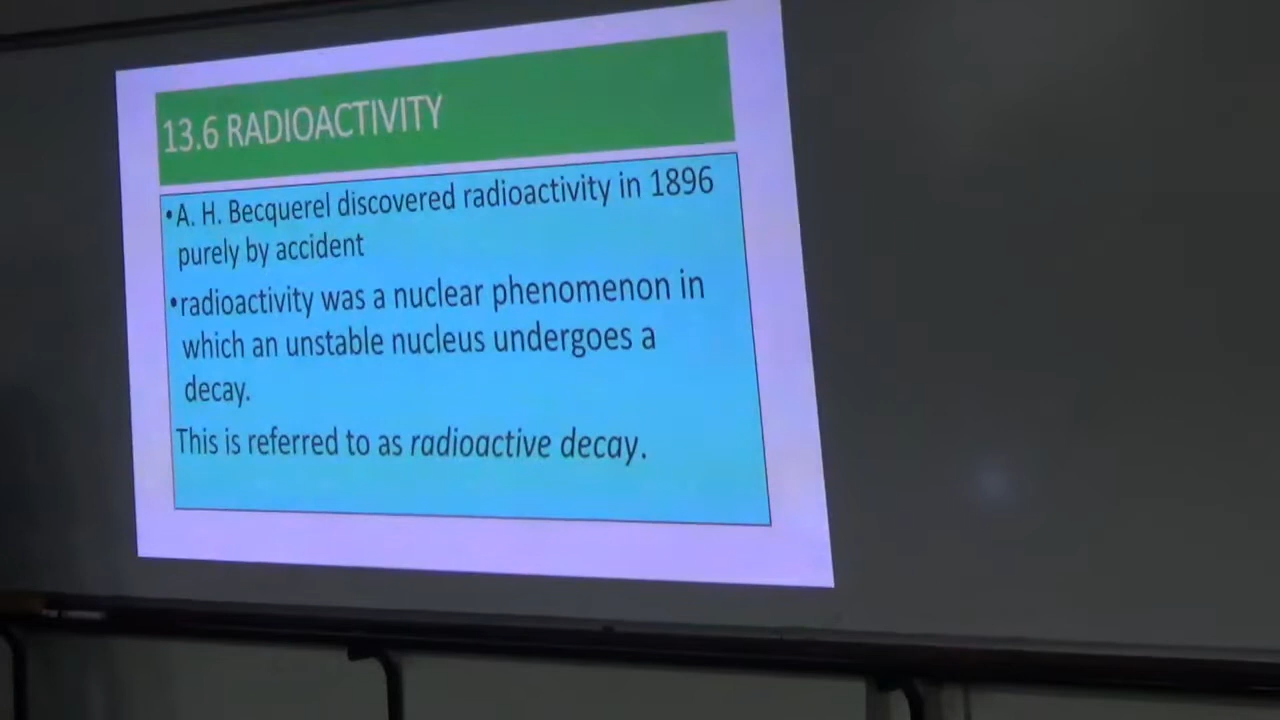 13.6 RADIOACTIVITY
•A. H. Becquerel discovered radioactivity in 1896
purely by accident
•radioactivity was a nuclear phenomenon in
which an unstable nucleus undergoes a
decay.
This is referred to as radioactive decay.